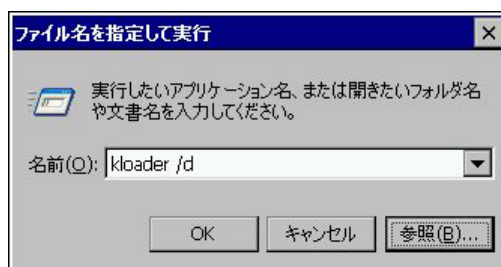 ファイル名を指定して実行
実行したいアプリケーション名、または開きたいフォルダ名
や文書名を入力してください。
名前(O): kloader /d
OK キャンセル 参照(B)...